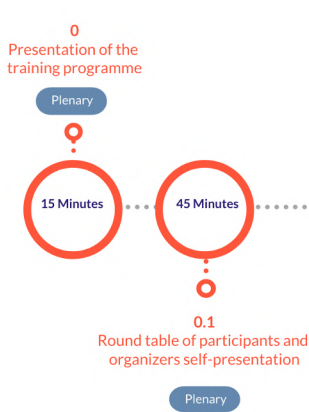 0
Presentation of the
training programme
Plenary
15 Minutes
45 Minutes
0.1
Round table of participants and
organizers self-presentation
Plenary